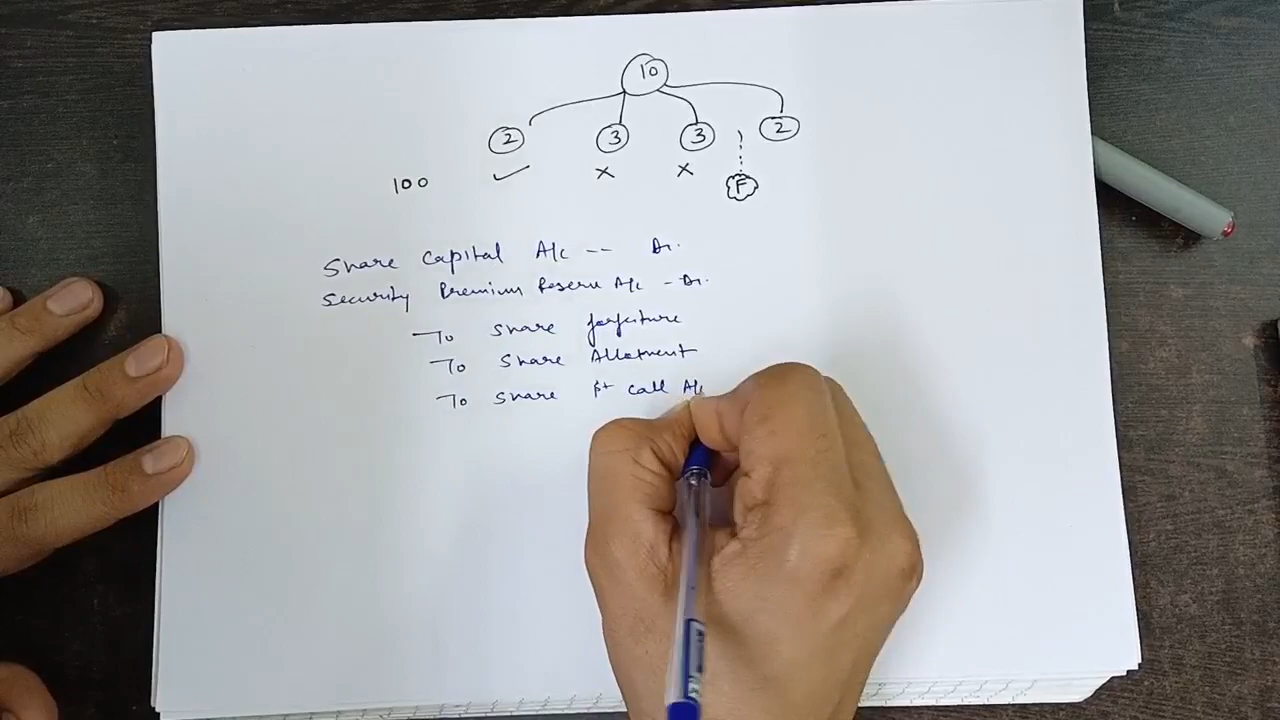 10
2 3 3 2
100 ✓ × × F
Share Capital A/c -- Dr.
Security Premium Reserve A/c - Dr.
To Share forfeiture
To Share Allotment
To Share 1st call A/c